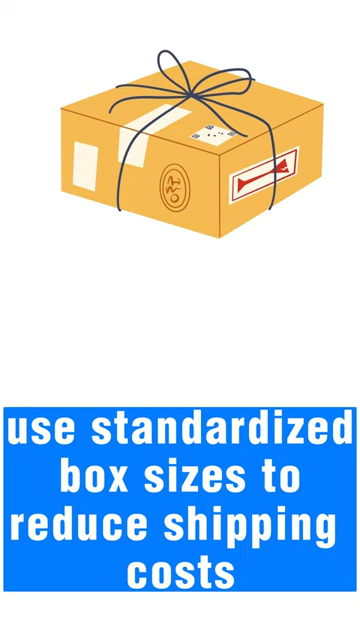 use standardized
box sizes to
reduce shipping
costs